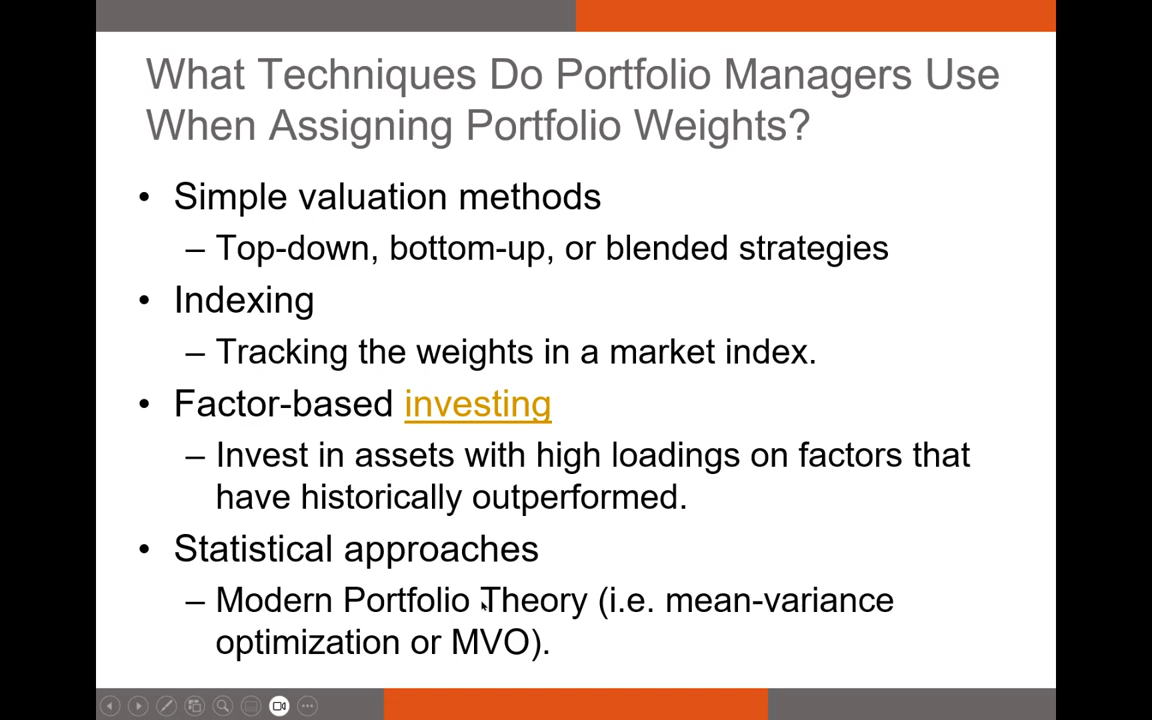 What Techniques Do Portfolio Managers Use
When Assigning Portfolio Weights?
• Simple valuation methods
– Top-down, bottom-up, or blended strategies
• Indexing
– Tracking the weights in a market index.
• Factor-based investing
– Invest in assets with high loadings on factors that
have historically outperformed.
• Statistical approaches
– Modern Portfolio Theory (i.e. mean-variance
optimization or MVO).